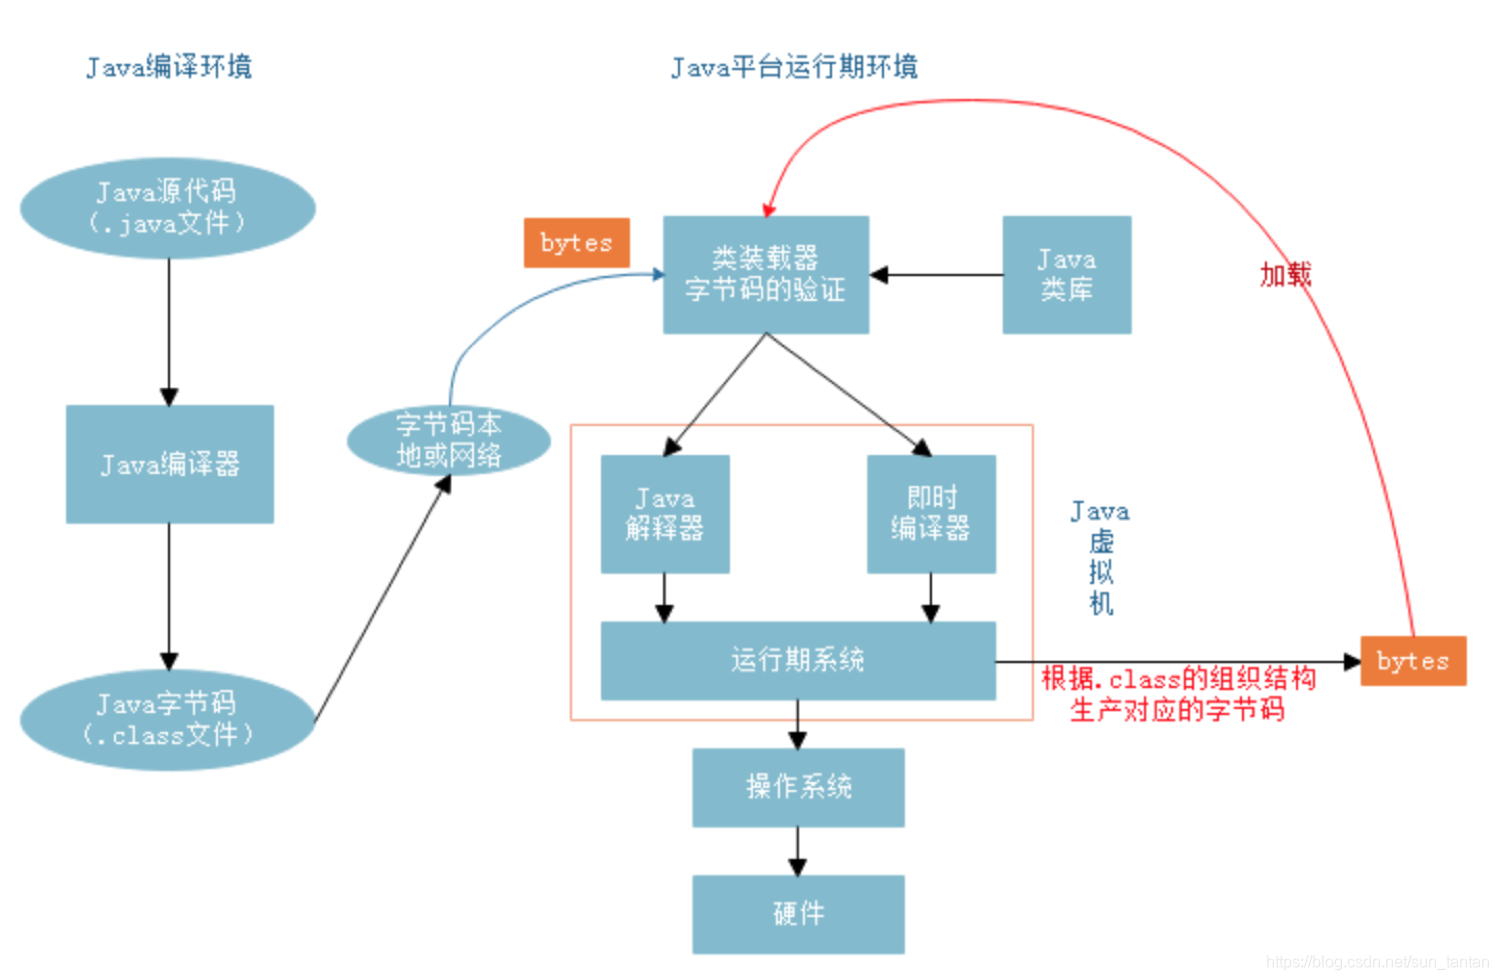 Java编译环境
Java平台运行期环境
Java源代码
（.java文件）
bytes
类装载器
字节码的验证
Java
类库
加载
字节码本
地或网络
Java编译器
Java
解释器
即时
编译器
Java
虚
拟
机
运行期系统
bytes
根据.class的组织结构
生产对应的字节码
Java字节码
（.class文件）
操作系统
硬件
https://blog.csdn.net/sun_tantan